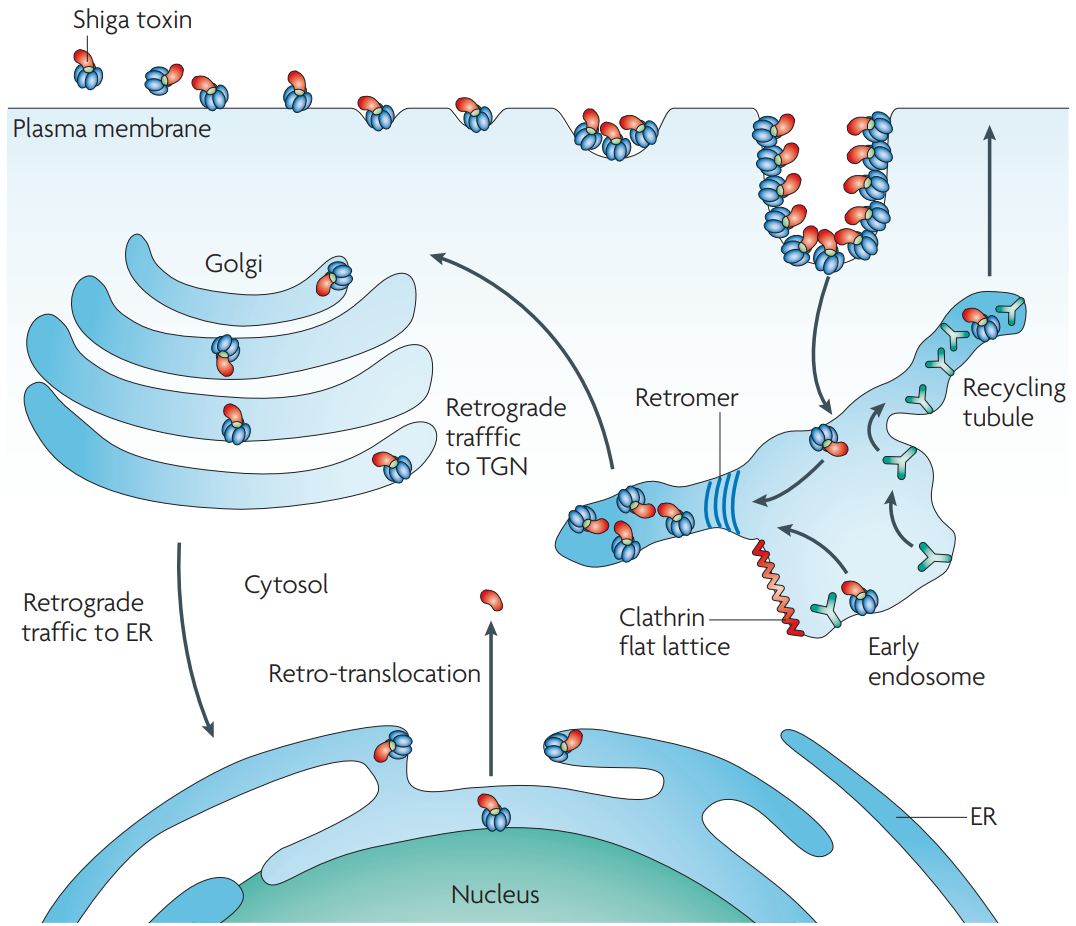 Shiga toxin
Plasma membrane
Golgi
Retrograde
trafffic
to TGN
Retromer
Recycling
tubule
Cytosol
Retrograde
traffic to ER
Clathrin
flat lattice
Early
endosome
Retro-translocation
ER
Nucleus